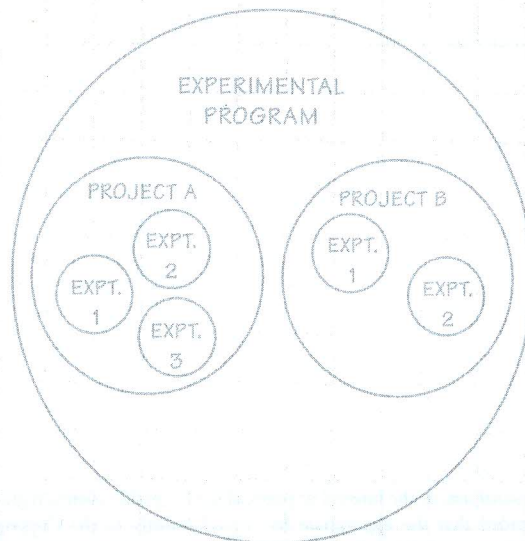 EXPERIMENTAL
PROGRAM
PROJECT A
EXPT.
1
EXPT.
2
EXPT.
3
PROJECT B
EXPT.
1
EXPT.
2